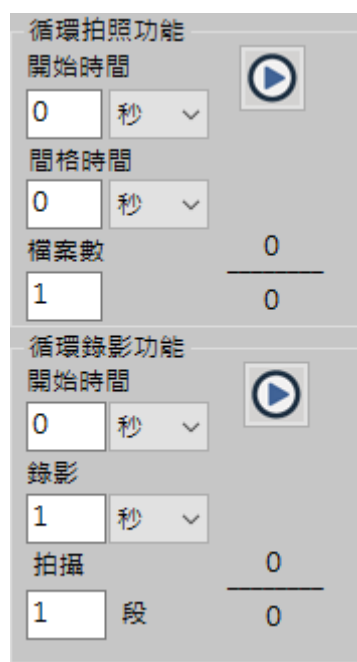 循環拍照功能
開始時間
0 秒
間格時間
0 秒
檔案數
0
1
0
循環錄影功能
開始時間
0 秒
錄影
1 秒
拍攝
0
1 段
0